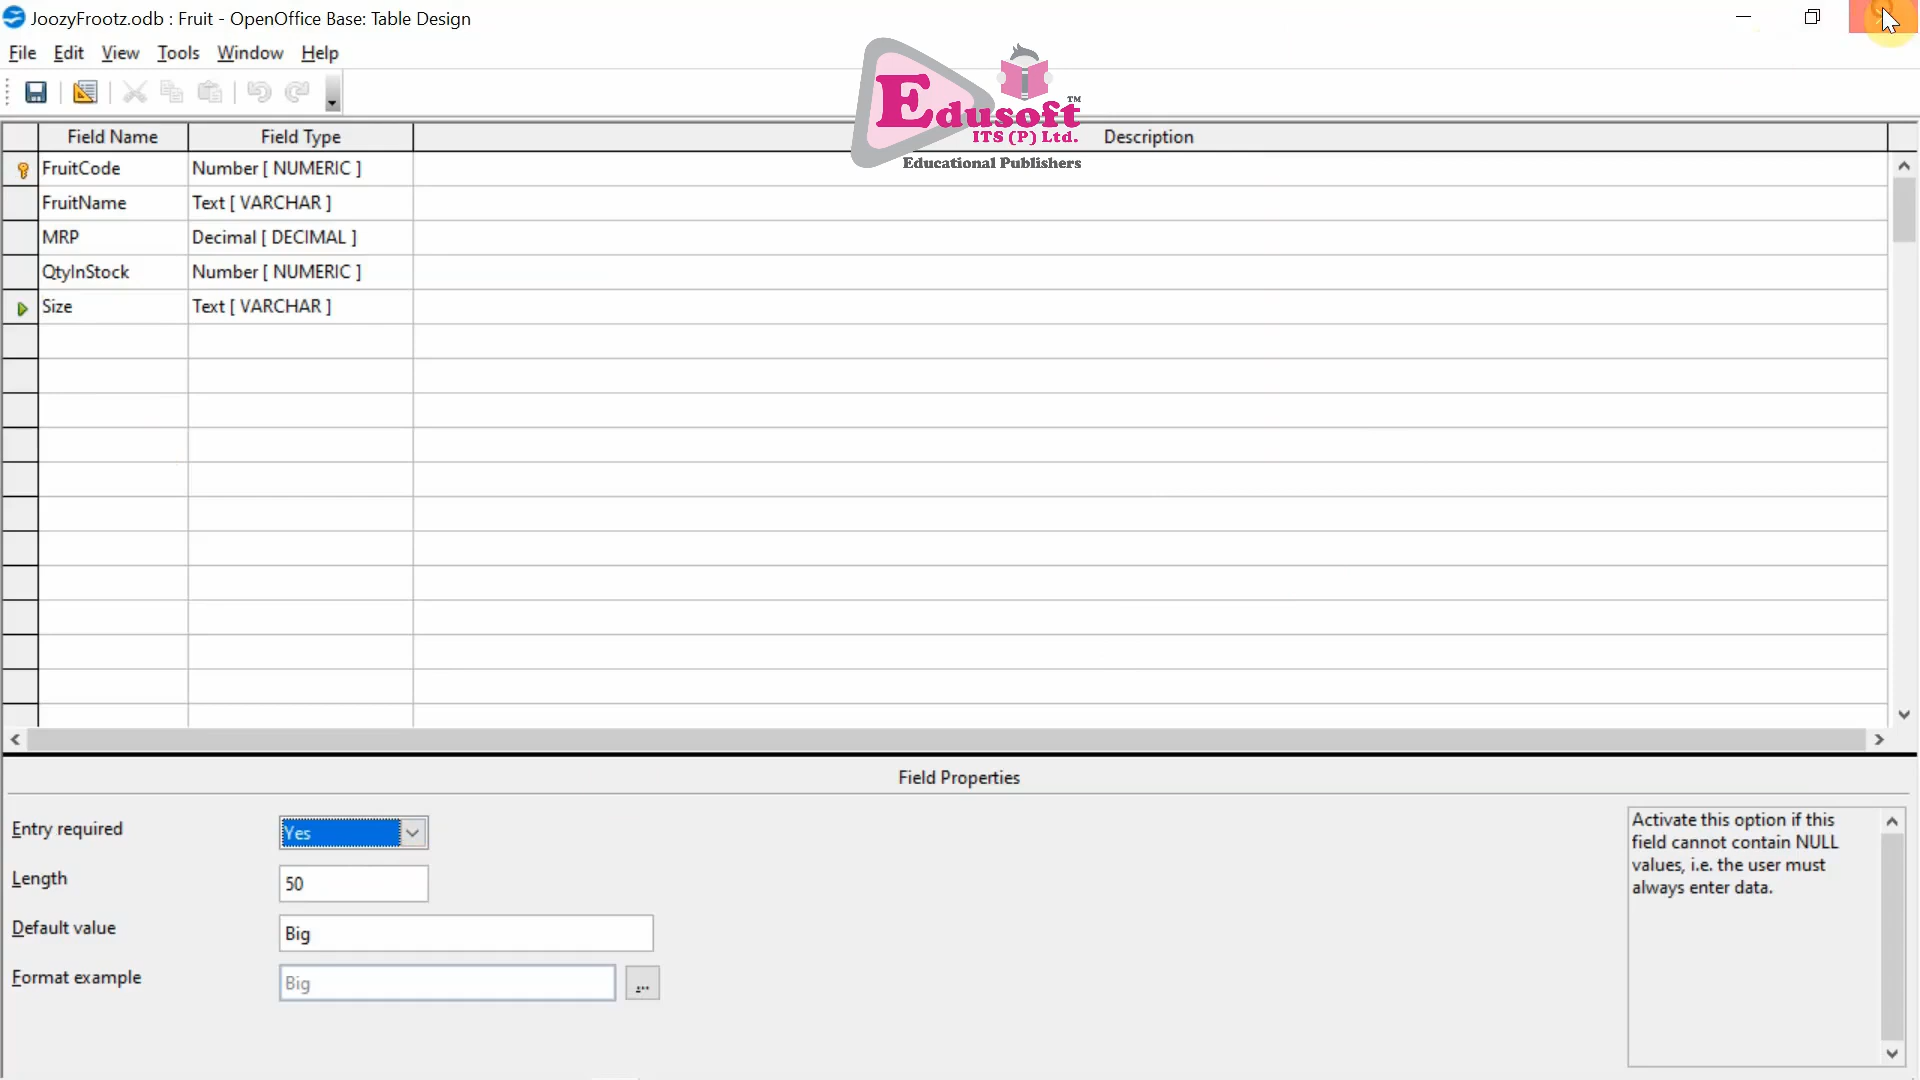 JoozyFrootz.odb : Fruit - OpenOffice Base: Table Design
File Edit View Tools Window Help
Edusoft™
ITS (P) Ltd.
Educational Publishers
Field Name Field Type Description
FruitCode Number [ NUMERIC ]
FruitName Text [ VARCHAR ]
MRP Decimal [ DECIMAL ]
QtyInStock Number [ NUMERIC ]
Size Text [ VARCHAR ]
Field Properties
Entry required Yes
Length 50
Default value Big
Format example Big ...
Activate this option if this
field cannot contain NULL
values, i.e. the user must
always enter data.